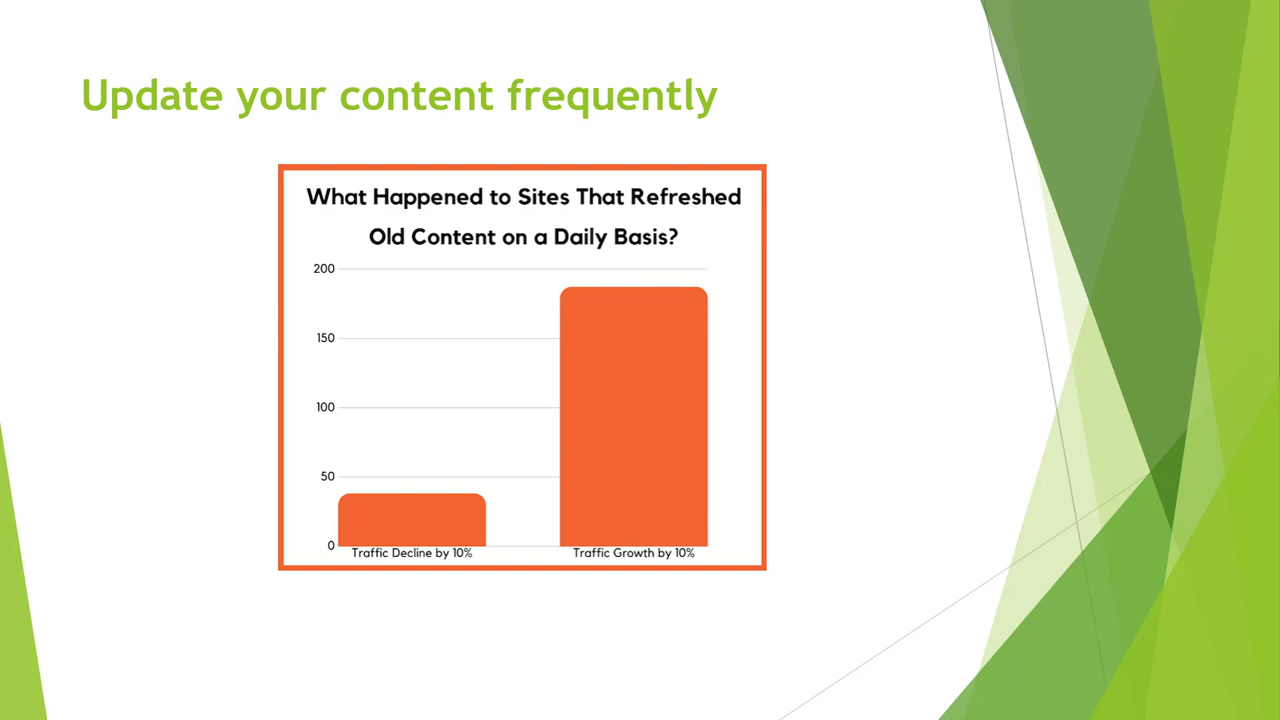 Update your content frequently
What Happened to Sites That Refreshed
Old Content on a Daily Basis?
200
150
100
50
0
Traffic Decline by 10%
Traffic Growth by 10%